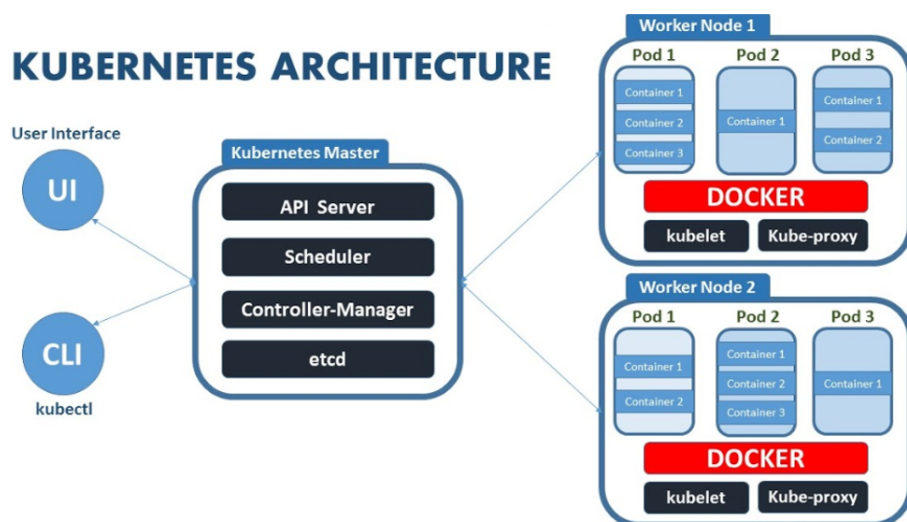 KUBERNETES ARCHITECTURE
User Interface
UI
CLI
kubectl
Kubernetes Master
API Server
Scheduler
Controller-Manager
etcd
Worker Node 1
Pod 1 Pod 2 Pod 3
Container 1
Container 2
Container 3
Container 1
Container 1
Container 2
DOCKER
kubelet Kube-proxy
Worker Node 2
Pod 1 Pod 2 Pod 3
Container 1
Container 2
Container 1
Container 2
Container 3
Container 1
DOCKER
kubelet Kube-proxy